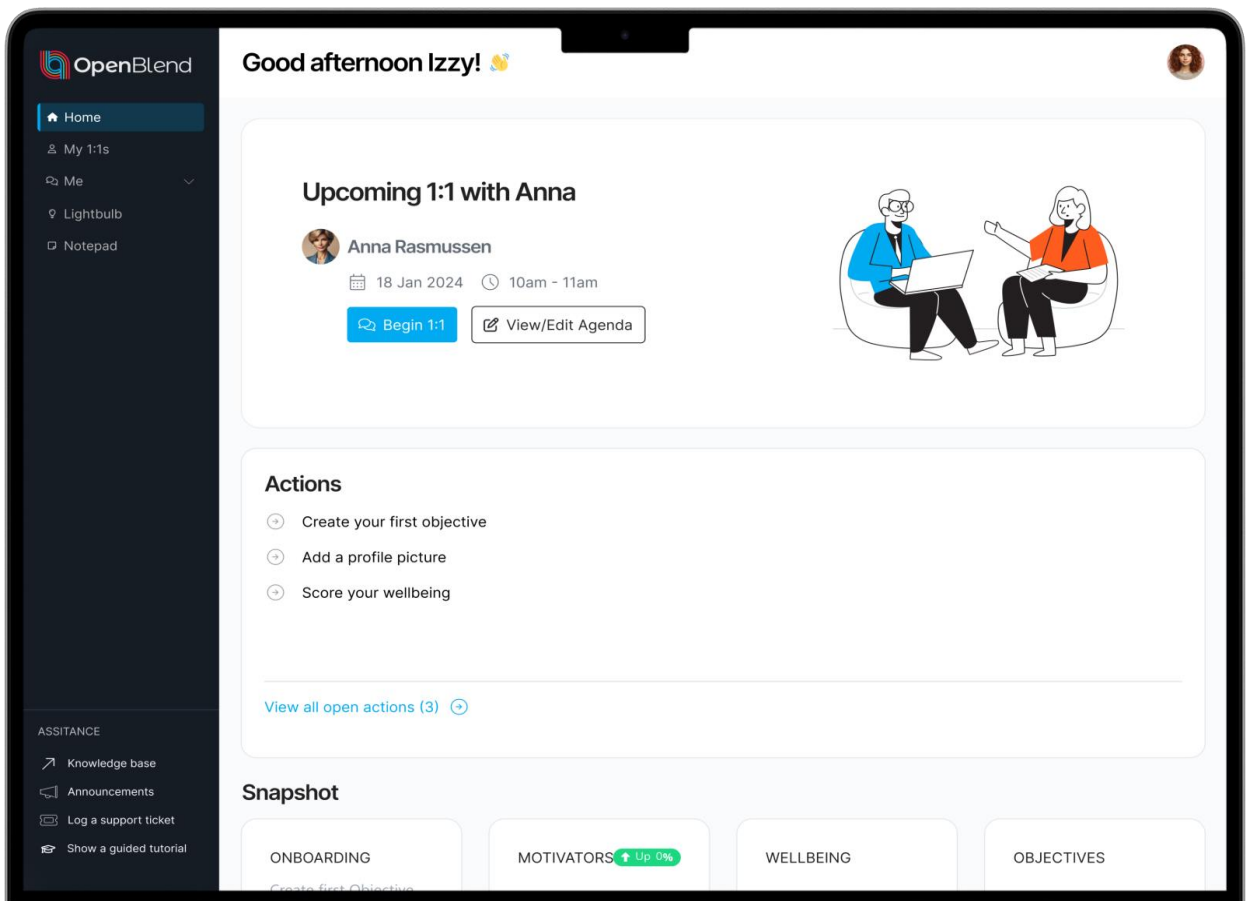 OpenBlend
Home
My 1:1s
Me
Lightbulb
Notepad
ASSITANCE
Knowledge base
Announcements
Log a support ticket
Show a guided tutorial
Good afternoon Izzy! 👋
Upcoming 1:1 with Anna
Anna Rasmussen
18 Jan 2024 10am - 11am
Begin 1:1 View/Edit Agenda
Actions
Create your first objective
Add a profile picture
Score your wellbeing
View all open actions (3)
Snapshot
ONBOARDING MOTIVATORS Up 0% WELLBEING OBJECTIVES
Create first Objective